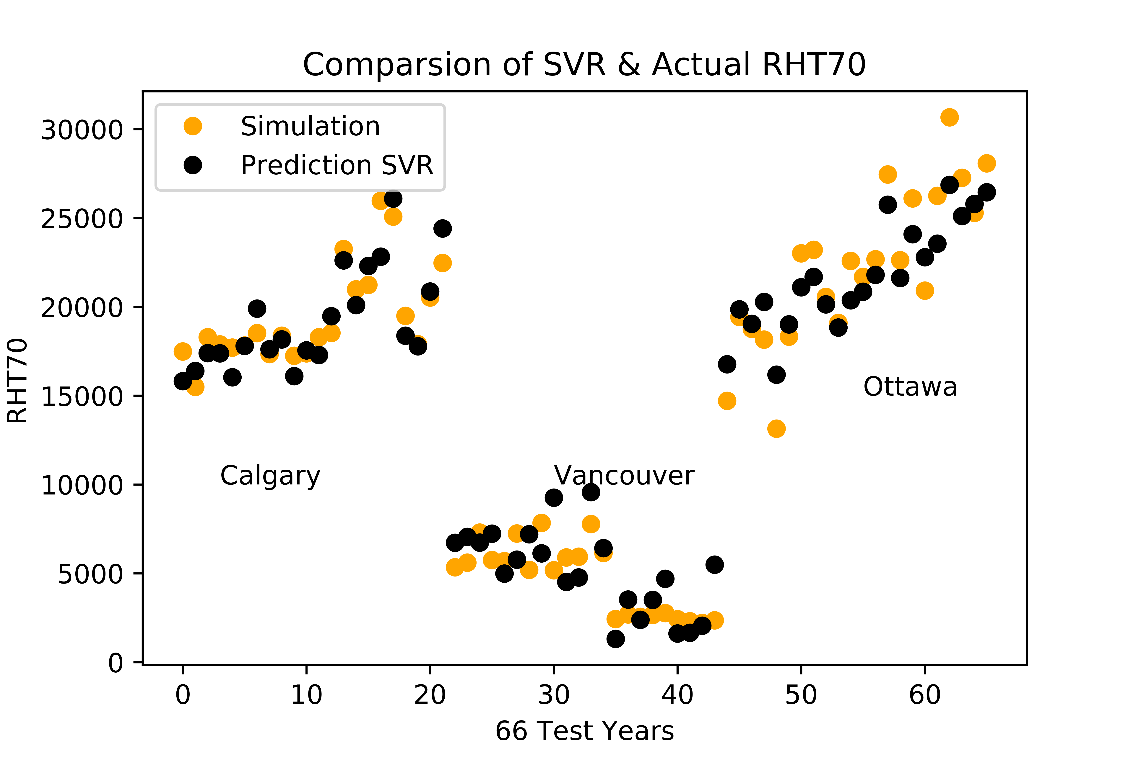 Comparsion of SVR & Actual RHT70
Simulation
Prediction SVR
30000
25000
20000
15000
10000
5000
0
RHT70
Calgary
Vancouver
Ottawa
0 10 20 30 40 50 60
66 Test Years